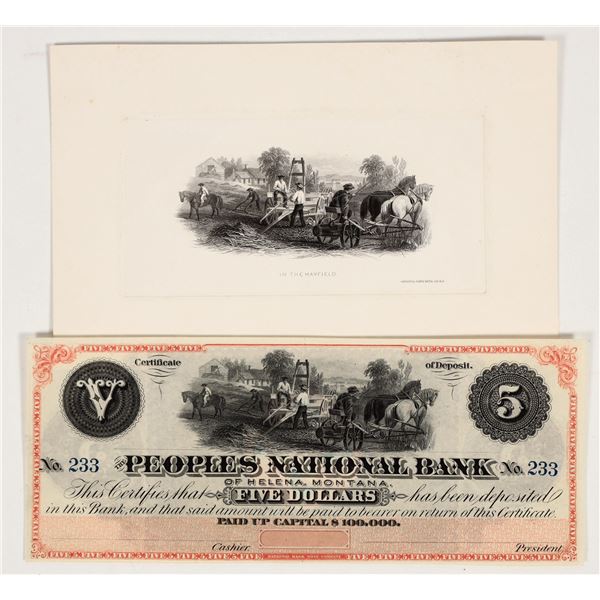 IN THE HAYFIELD.
Certificate of Deposit.
V 5
No. 233 No. 233
THE PEOPLES NATIONAL BANK
OF HELENA, MONTANA.
This Certifies that FIVE DOLLARS has been deposited
in this Bank, and that said amount will be paid to bearer on return of this Certificate.
PAID UP CAPITAL $ 100,000.
Cashier. President.